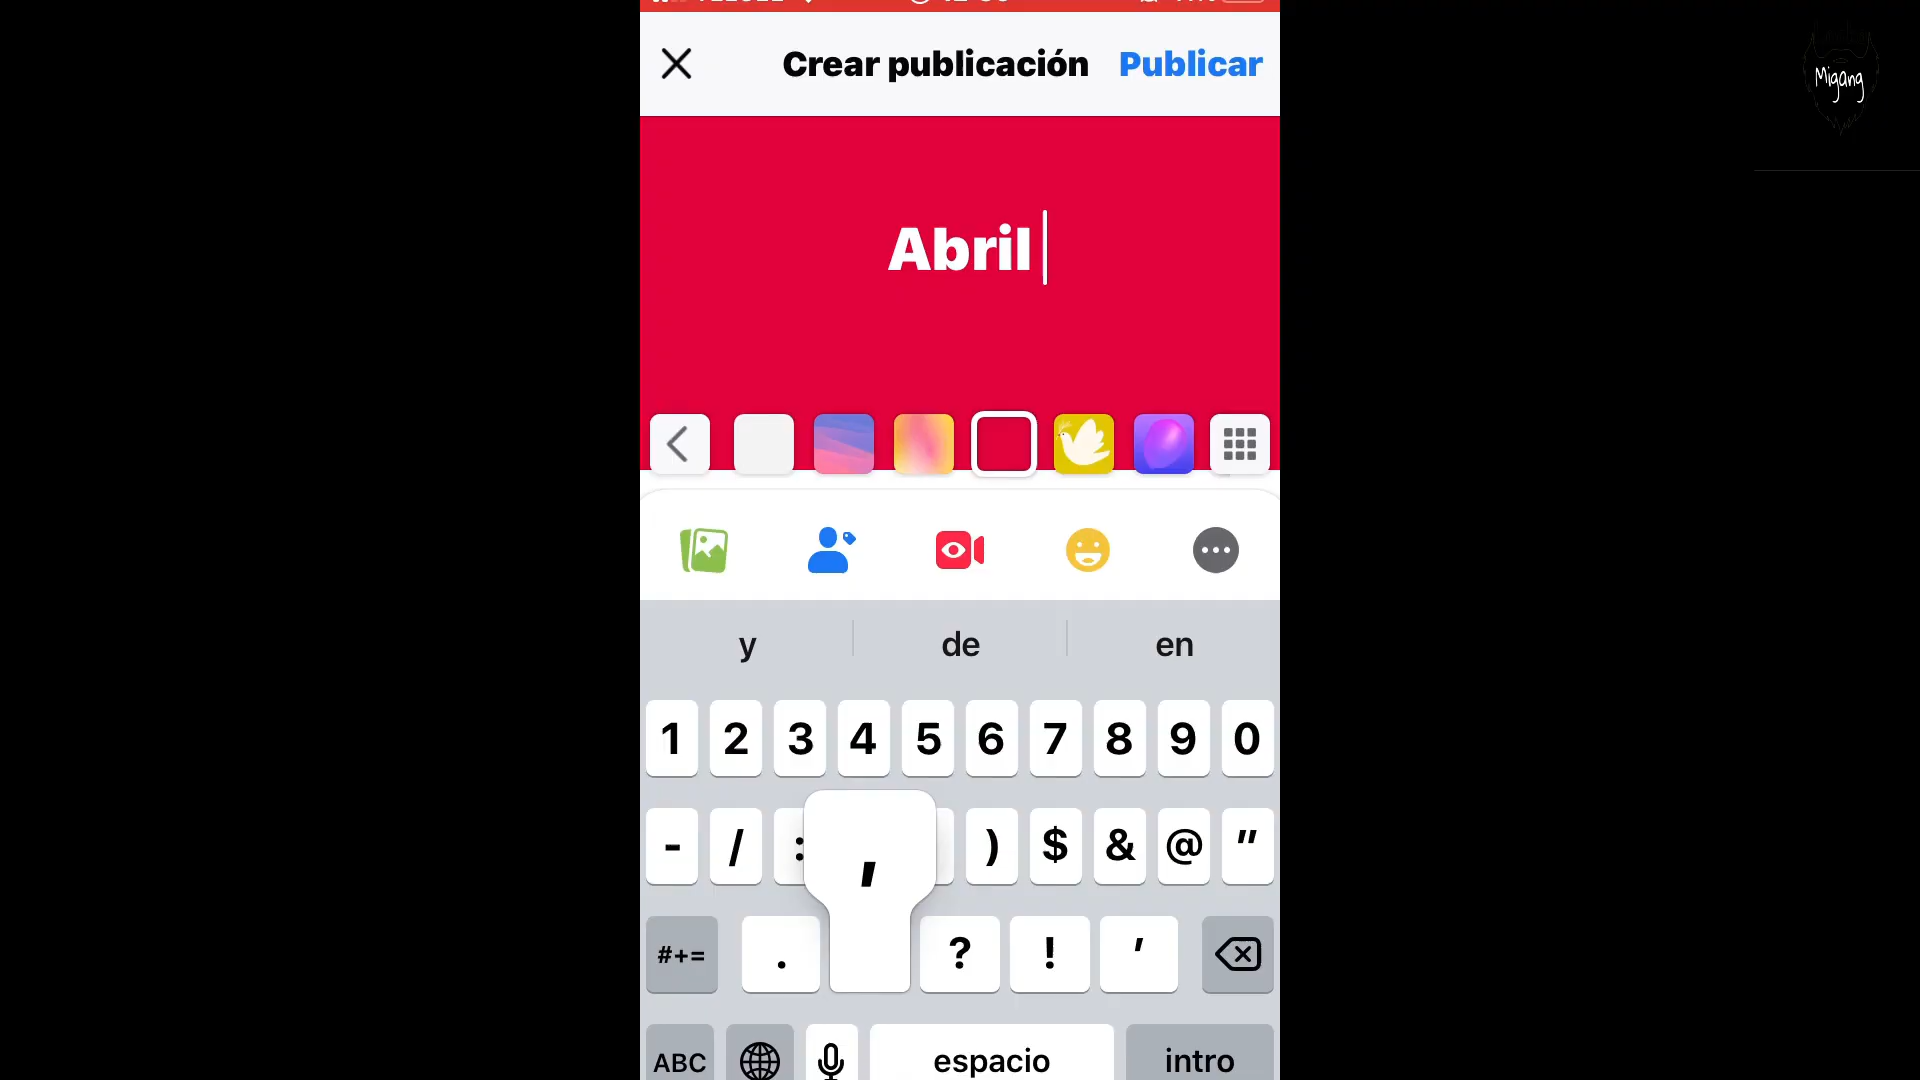 Crear publicación Publicar
Migang
Abril
y de en
1 2 3 4 5 6 7 8 9 0
- / : ) $ & @ "
#+= . , ? ! '
ABC espacio intro